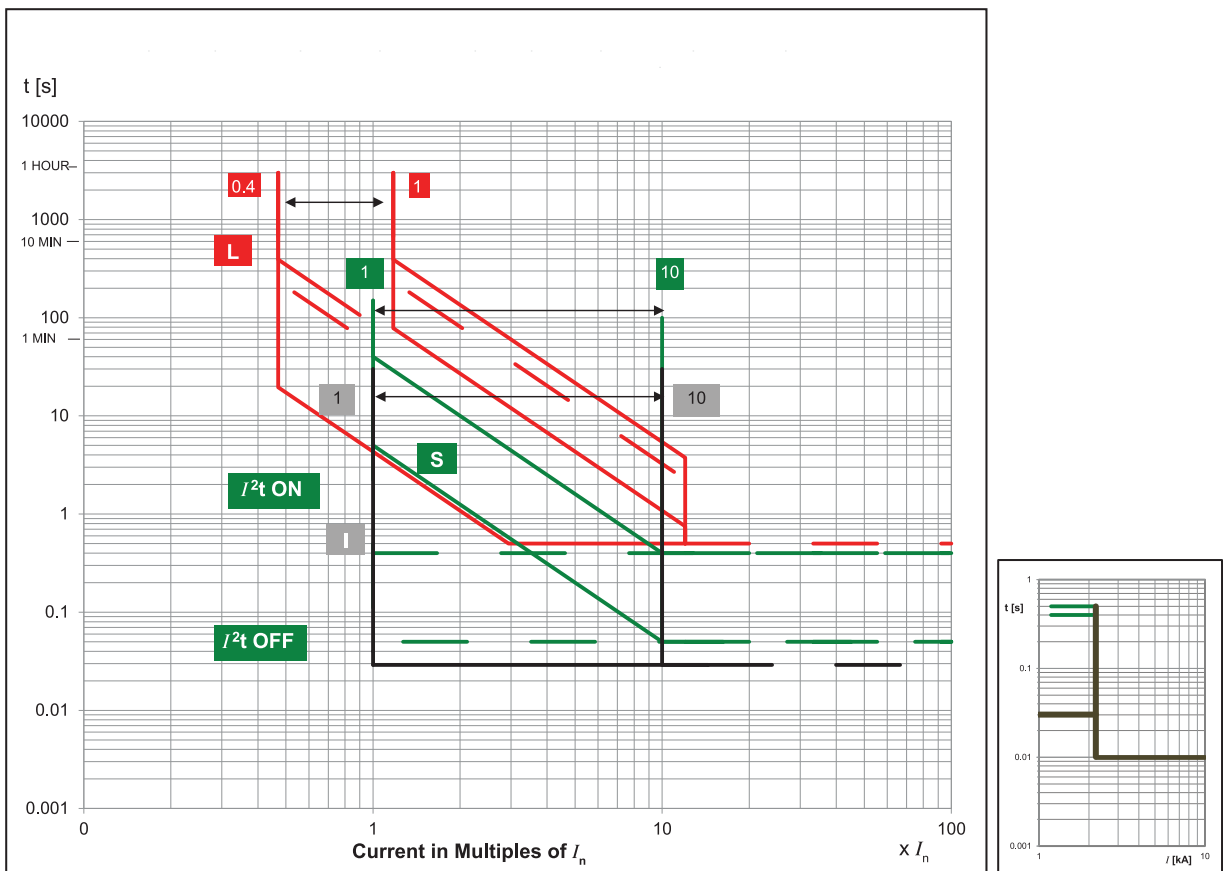 t [s]
10000
1 HOUR
0.4
1
1000
10 MIN
L
1
10
100
1 MIN
1
10
10
S
I²t ON
1
I
t [s]
1
0.1
I²t OFF
0.1
0.01
0.01
0.001
0.001
0
1
10
100
1
10
Current in Multiples of Iₙ
x Iₙ
I [kA]